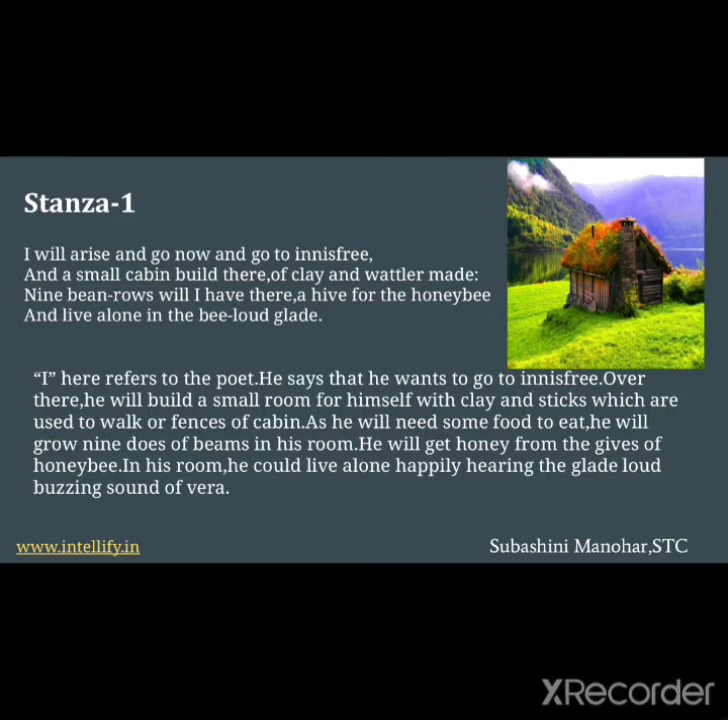 Stanza-1
I will arise and go now and go to innisfree,
And a small cabin build there,of clay and wattler made:
Nine bean-rows will I have there,a hive for the honeybee
And live alone in the bee-loud glade.
“I” here refers to the poet.He says that he wants to go to innisfree.Over
there,he will build a small room for himself with clay and sticks which are
used to walk or fences of cabin.As he will need some food to eat,he will
grow nine does of beams in his room.He will get honey from the gives of
honeybee.In his room,he could live alone happily hearing the glade loud
buzzing sound of vera.
www.intellify.in
Subashini Manohar,STC
XRecorder